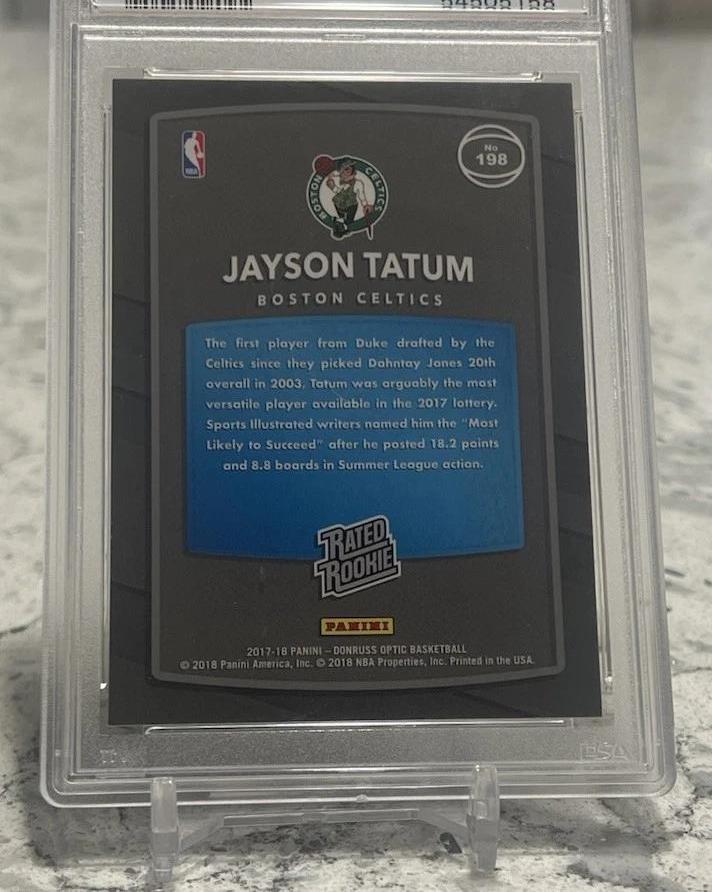 NBA
BOSTON CELTICS
No
198
JAYSON TATUM
BOSTON CELTICS
The first player from Duke drafted by the
Celtics since they picked Dahntay Jones 20th
overall in 2003, Tatum was arguably the most
versatile player available in the 2017 lottery.
Sports Illustrated writers named him the "Most
Likely to Succeed" after he posted 18.2 points
and 8.8 boards in Summer League action.
RATED
ROOKIE
PANINI
2017-18 PANINI – DONRUSS OPTIC BASKETBALL
© 2018 Panini America, Inc. © 2018 NBA Properties, Inc. Printed in the USA.
PSA